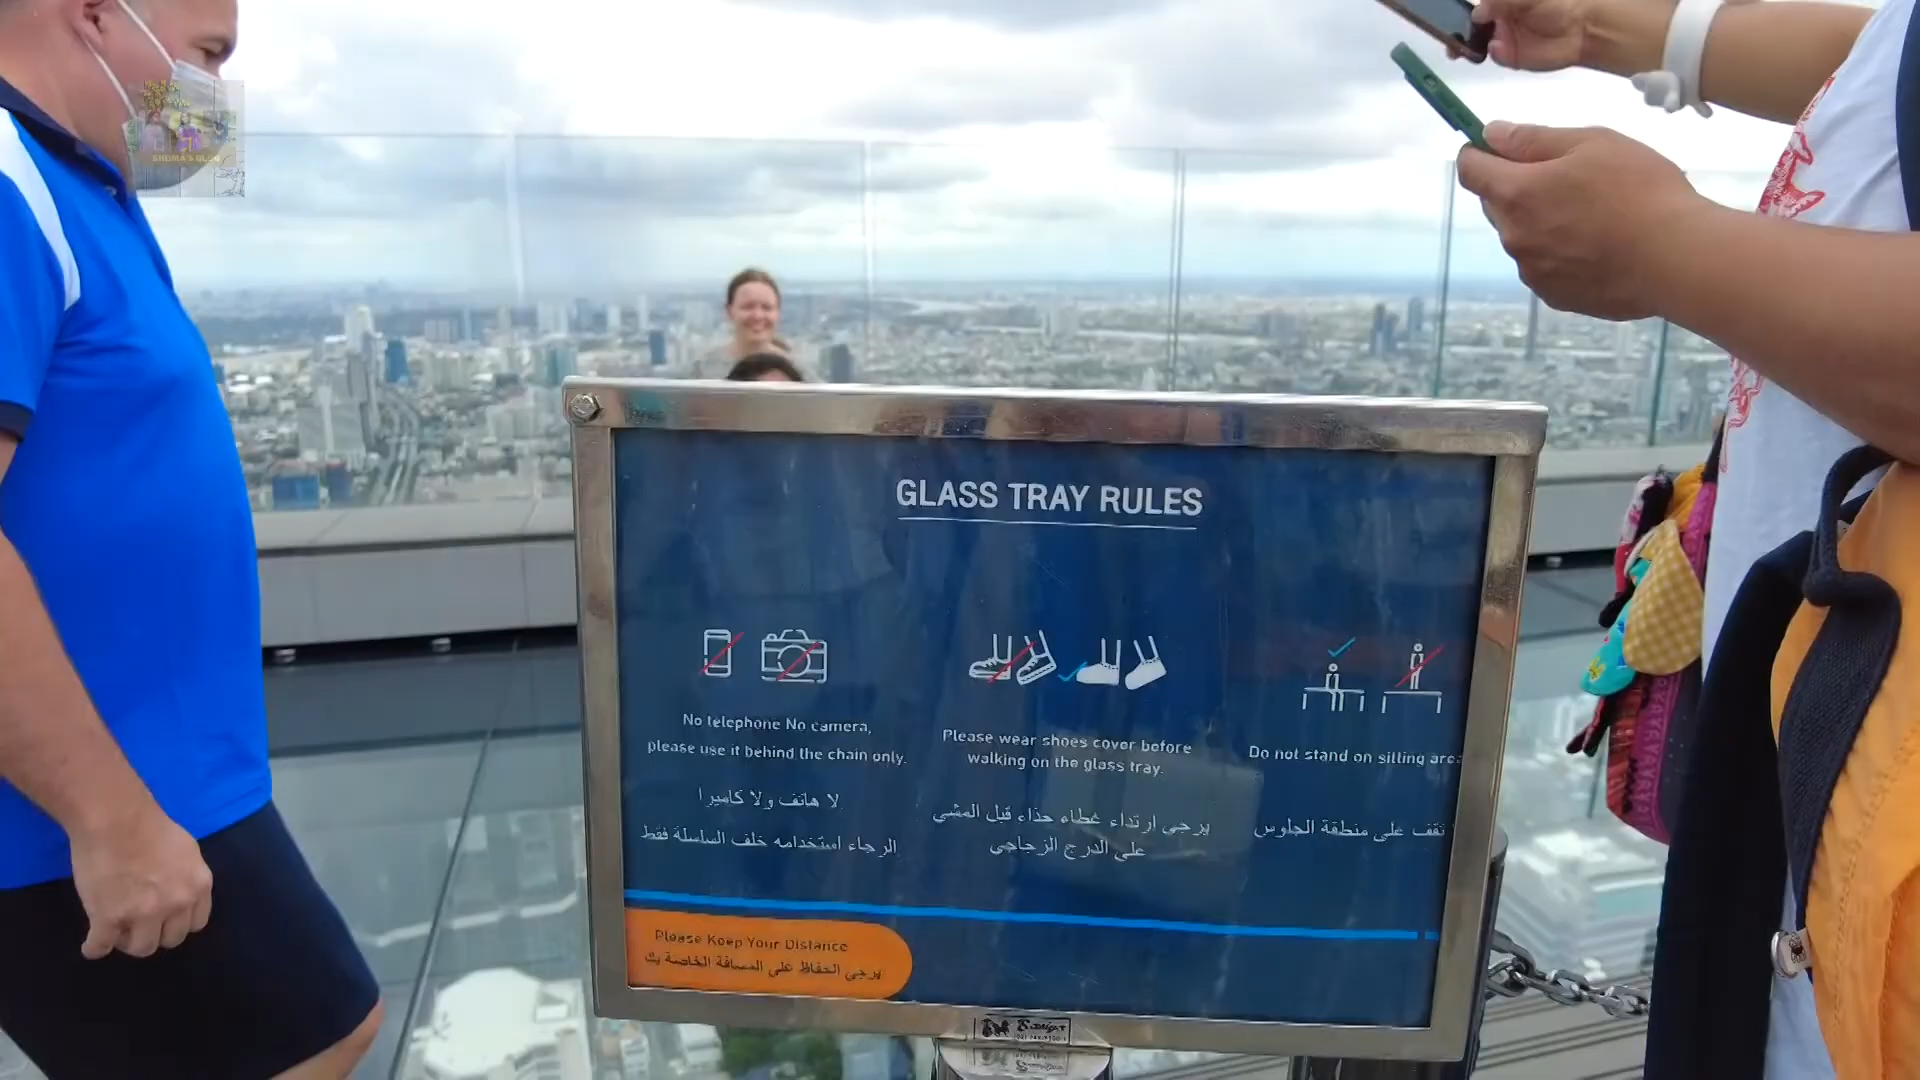 SHEIMA'S BLOG
GLASS TRAY RULES
No telephone No camera,
please use it behind the chain only.
لا هاتف ولا كاميرا
الرجاء استخدامه خلف السلسلة فقط
Please wear shoes cover before
walking on the glass tray.
يرجى ارتداء غطاء حذاء قبل المشي
على الدرج الزجاجي
Do not stand on sitting area
تقف على منطقة الجلوس
Please Keep Your Distance
يرجى الحفاظ على المسافة الخاصة بك